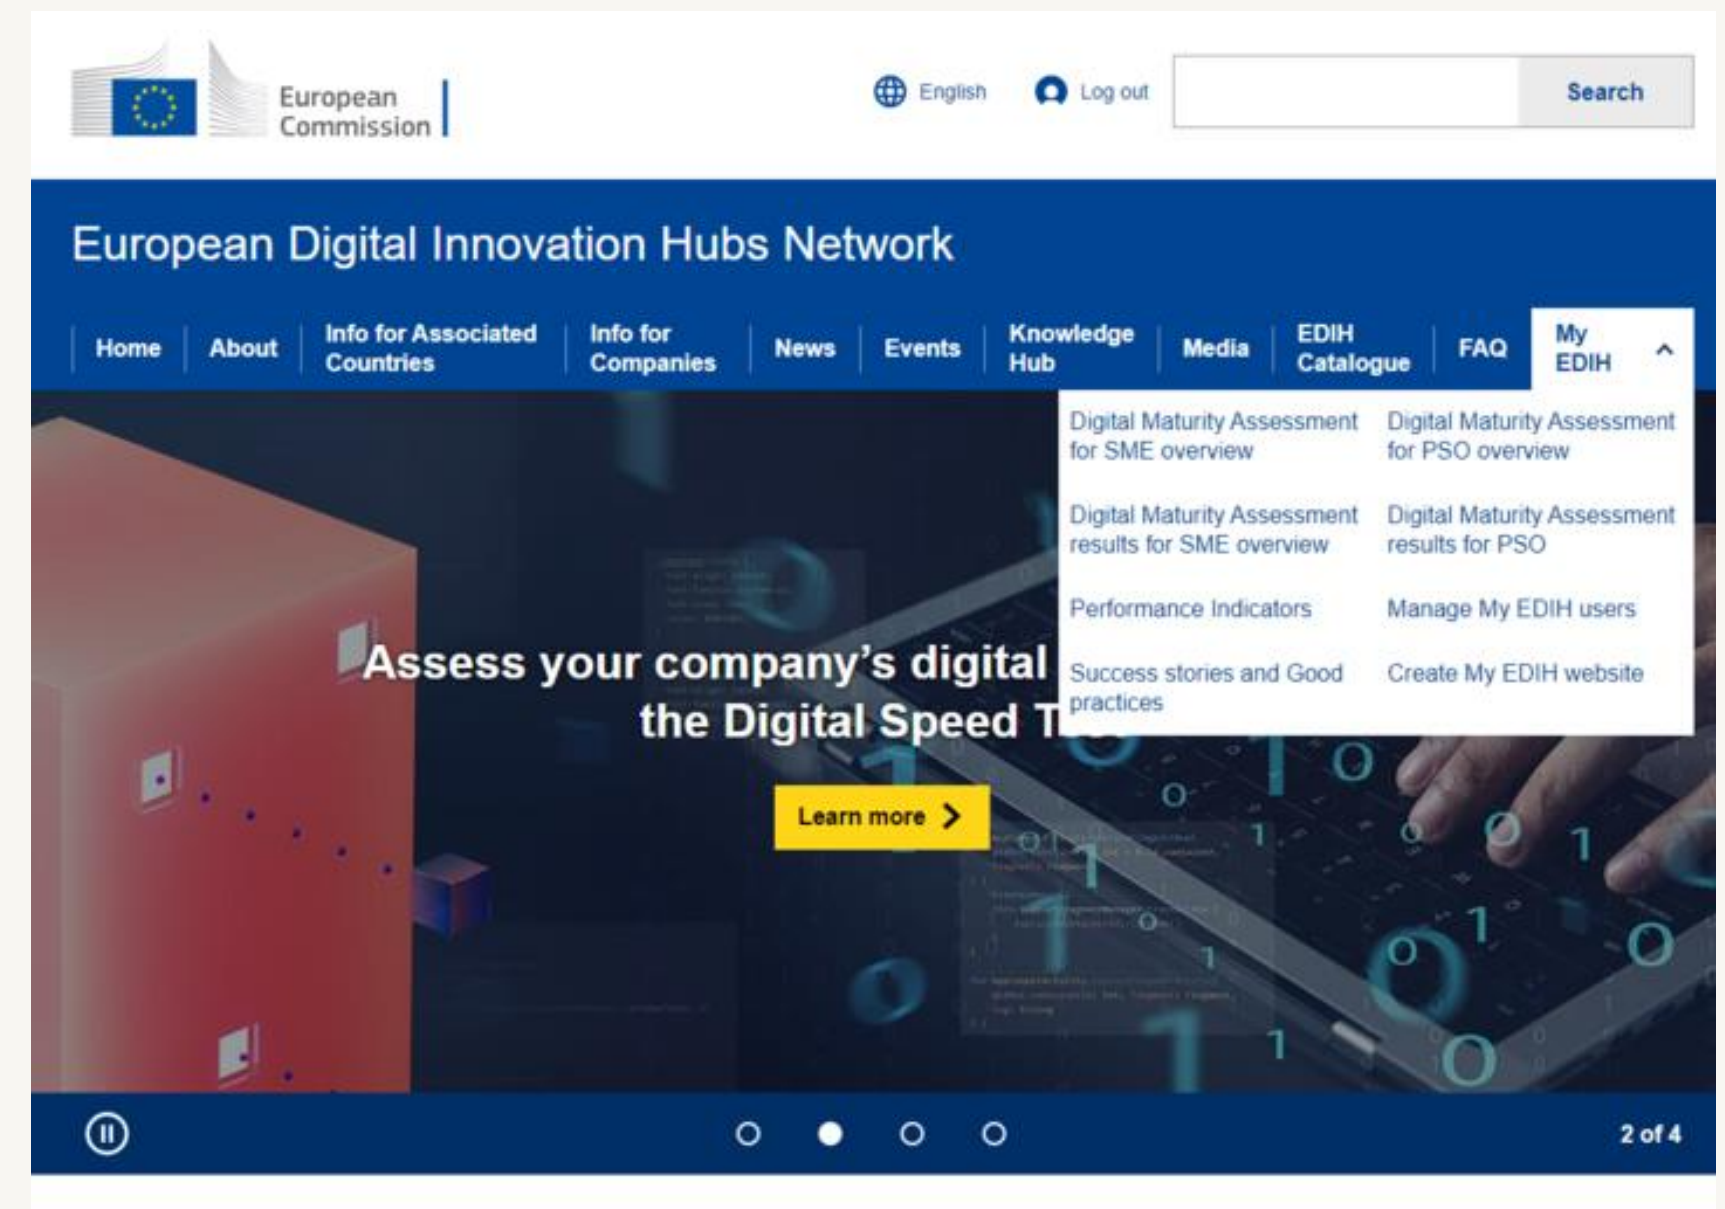 European
Commission
English
Log out
Search
European Digital Innovation Hubs Network
Home
About
Info for Associated
Countries
Info for
Companies
News
Events
Knowledge
Hub
Media
EDIH
Catalogue
FAQ
My
EDIH
Digital Maturity Assessment
for SME overview
Digital Maturity Assessment
for PSO overview
Digital Maturity Assessment
results for SME overview
Digital Maturity Assessment
results for PSO
Performance Indicators
Manage My EDIH users
Success stories and Good
practices
Create My EDIH website
Assess your company’s digital
the Digital Speed
Learn more
2 of 4